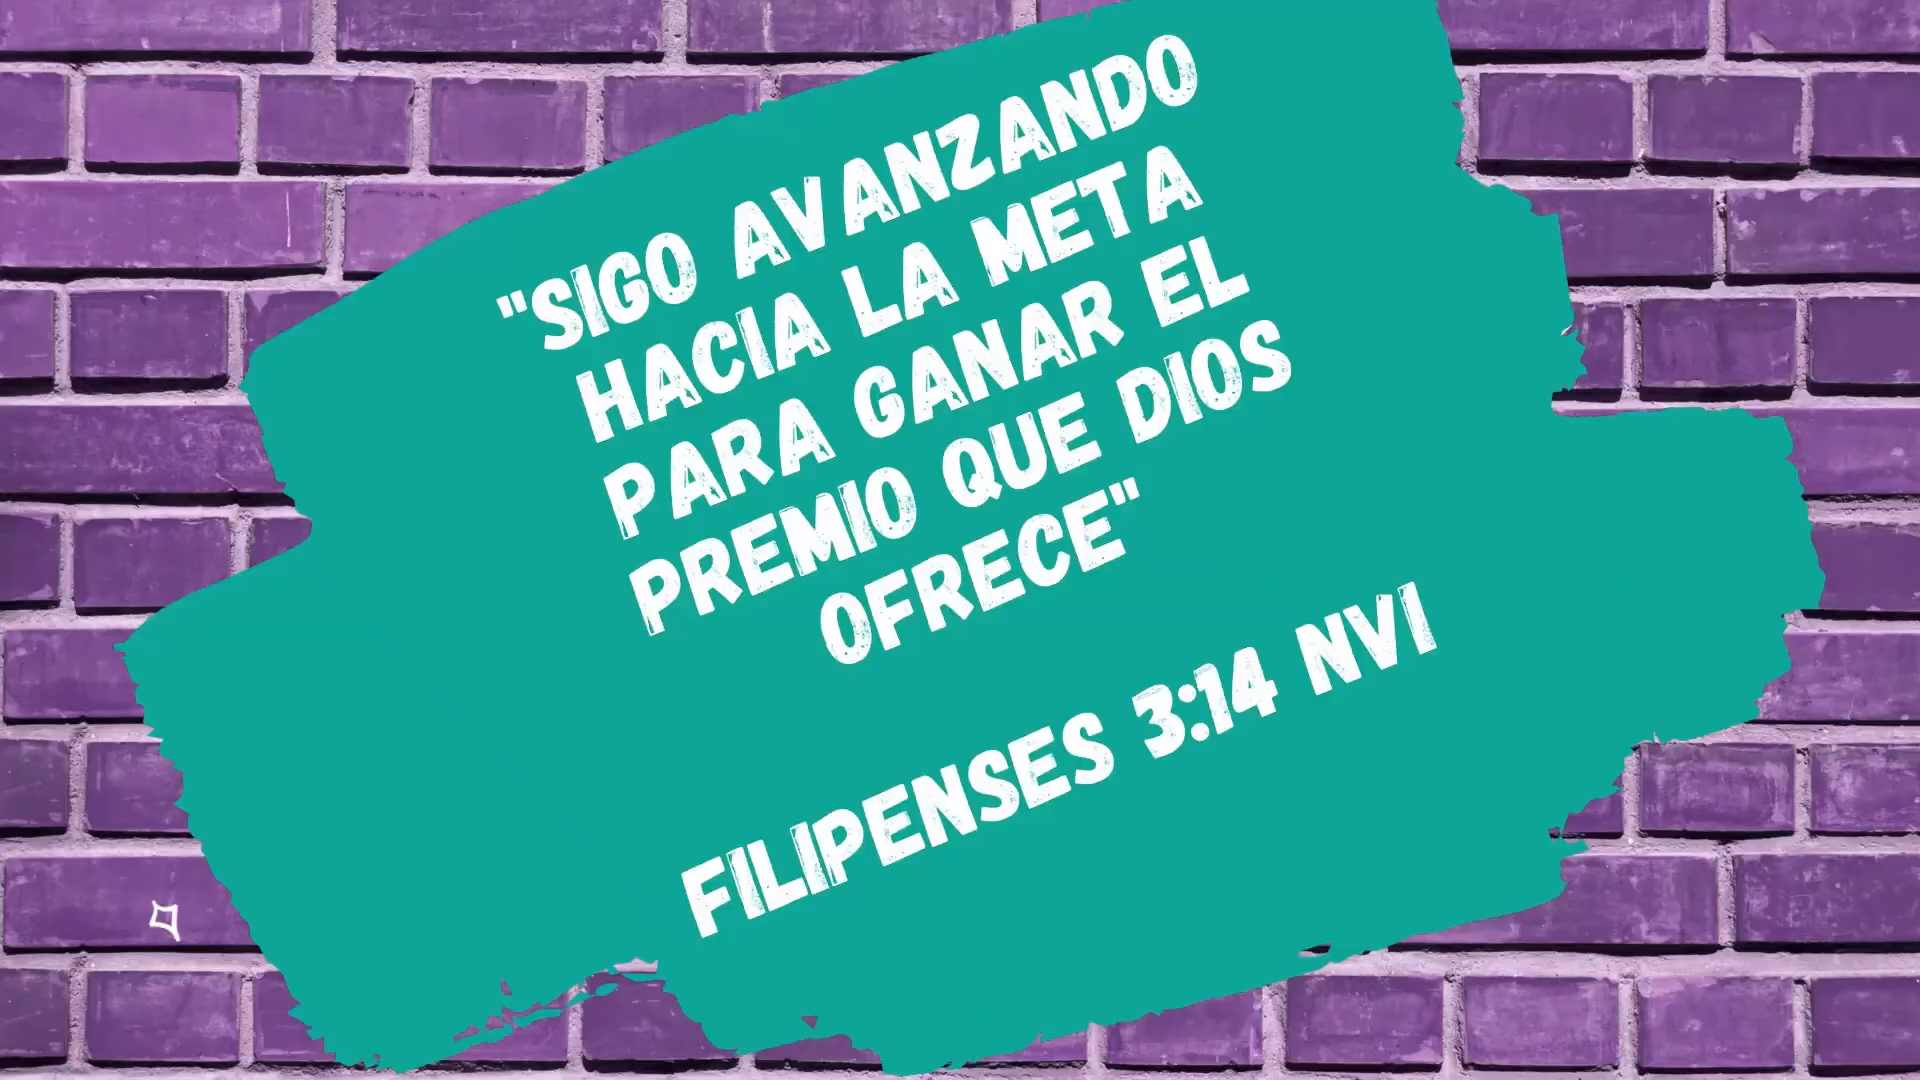 "SIGO AVANZANDO
HACIA LA META
PARA GANAR EL
PREMIO QUE DIOS
OFRECE"
FILIPENSES 3:14 NVI